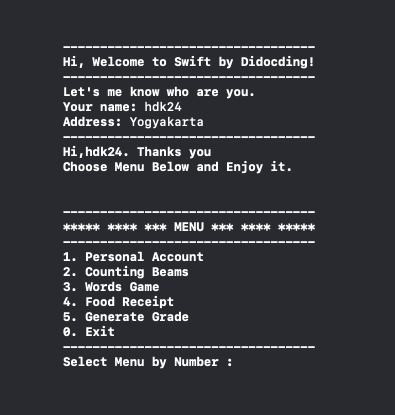 ----------------------------------
Hi, Welcome to Swift by Didocding!
----------------------------------
Let's me know who are you.
Your name: hdk24
Address: Yogyakarta
----------------------------------
Hi,hdk24. Thanks you
Choose Menu Below and Enjoy it.
----------------------------------
***** **** *** MENU *** **** *****
----------------------------------
1. Personal Account
2. Counting Beams
3. Words Game
4. Food Receipt
5. Generate Grade
0. Exit
----------------------------------
Select Menu by Number :